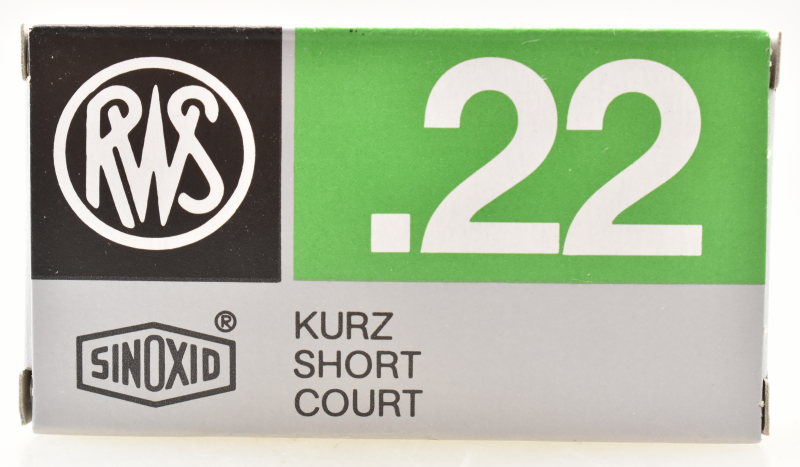 RWS
.22
SINOXID®
KURZ
SHORT
COURT